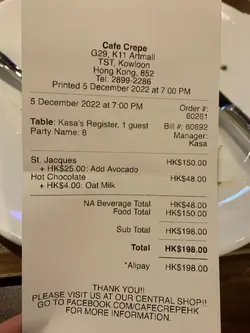 Cafe Crepe
G29, K11 Artmall
TST, Kowloon
Hong Kong, 852
Tel: 2899-2286
Printed 5 December 2022 at 7:00 PM
5 December 2022 at 7:00 PM Order #: 60261
Table: Kasa's Register, 1 guest Bill #: 60692
Party Name: 8 Manager: Kasa
St. Jacques HK$150.00
+ HK$25.00: Add Avocado
Hot Chocolate HK$48.00
+ HK$4.00: Oat Milk
NA Beverage Total HK$48.00
Food Total HK$150.00
Sub Total HK$198.00
Total HK$198.00
*Alipay HK$198.00
THANK YOU!!
PLEASE VISIT US AT OUR CENTRAL SHOP!!
GO TO FACEBOOK.COM/CAFECREPEHK
FOR MORE INFORMATION.